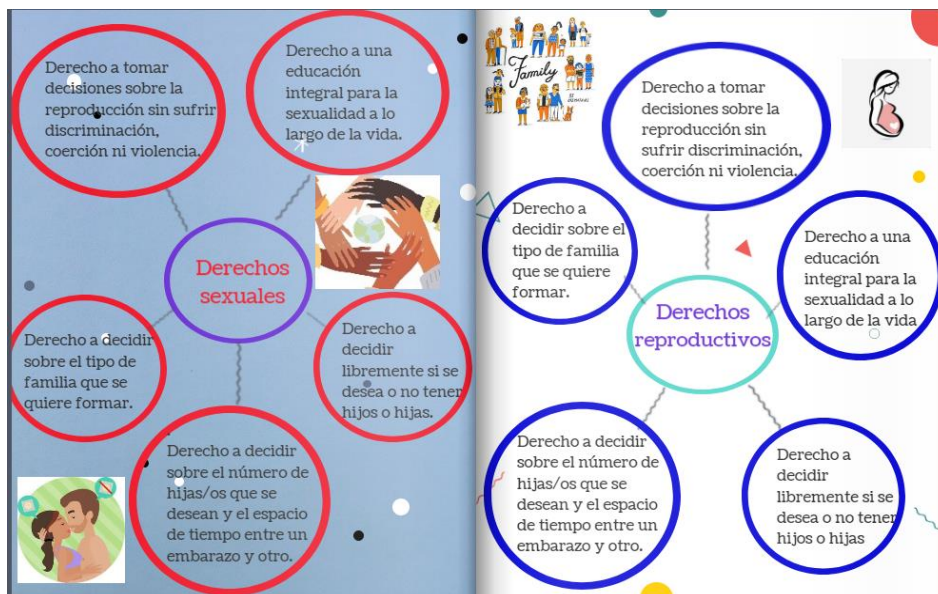 Derecho a tomar
decisiones sobre la
reproducción sin sufrir
discriminación,
coerción ni violencia.
Derecho a una
educación
integral para la
sexualidad a lo
largo de la vida.
Derechos
sexuales
Derecho a decidir
sobre el tipo de
familia que se
quiere formar.
Derecho a
decidir
libremente si se
desea o no tener
hijos o hijas.
Derecho a decidir
sobre el número de
hijas/os que se
desean y el espacio
de tiempo entre un
embarazo y otro.
Family
Derecho a tomar
decisiones sobre la
reproducción sin
sufrir discriminación,
coerción ni violencia.
Derecho a
decidir sobre el
tipo de familia
que se quiere
formar.
Derecho a una
educación
integral para la
sexualidad a lo
largo de la vida
Derechos
reproductivos
Derecho a decidir
sobre el número de
hijas/os que se
desean y el espacio
de tiempo entre un
embarazo y otro.
Derecho a
decidir
libremente si se
desea o no tener
hijos o hijas